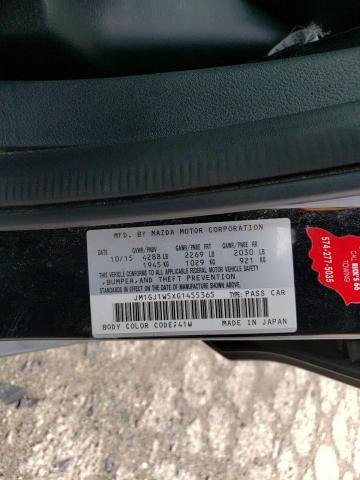 MFD. BY MAZDA MOTOR CORPORATION
GVWR/PNBV GAWR/PNBE FRT GAWR/PNBE RR
10/15 4288 LB 2269 LB 2030 LB
1945 KG 1029 KG 921 KG
THIS VEHICLE CONFORMS TO ALL APPLICABLE FEDERAL MOTOR VEHICLE SAFETY
,BUMPER,AND THEFT PREVENTION
STANDARDS IN EFFECT ON THE DATE OF MANUFACTURE SHOWN ABOVE.
JM1GJ1W5XG1455365 TYPE: PASS CAR
BODY COLOR CODE/41W MADE IN JAPAN
CALL RICK'S 66
TOWING
574-277-5035